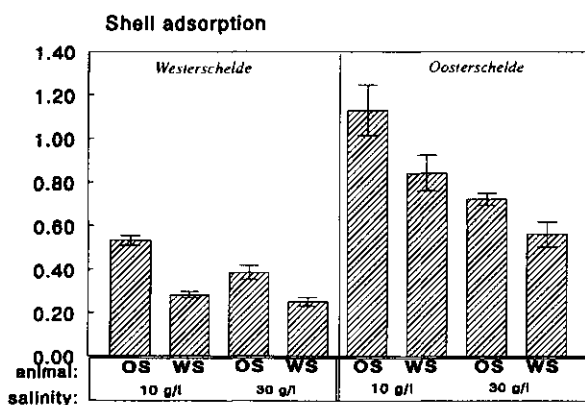 Shell adsorption
1.40
Westerschelde Oosterschelde
1.20
1.00
0.80
0.60
0.40
0.20
0.00
animal: OS WS OS WS OS WS OS WS
salinity: 10 g/l 30 g/l 10 g/l 30 g/l